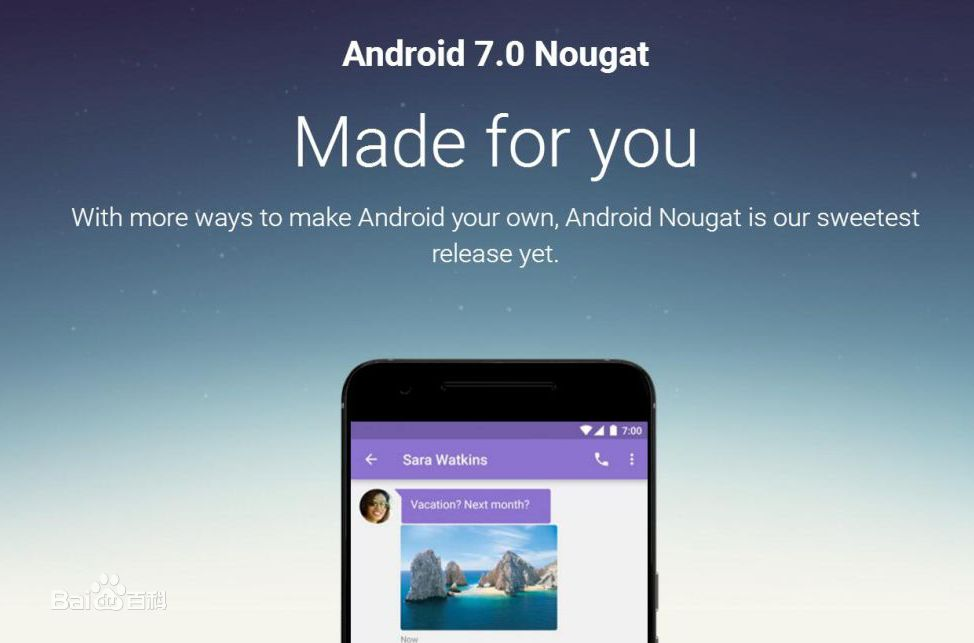 Android 7.0 Nougat
Made for you
With more ways to make Android your own, Android Nougat is our sweetest
release yet.
7:00
Sara Watkins
Vacation? Next month?
Now
Bai百科